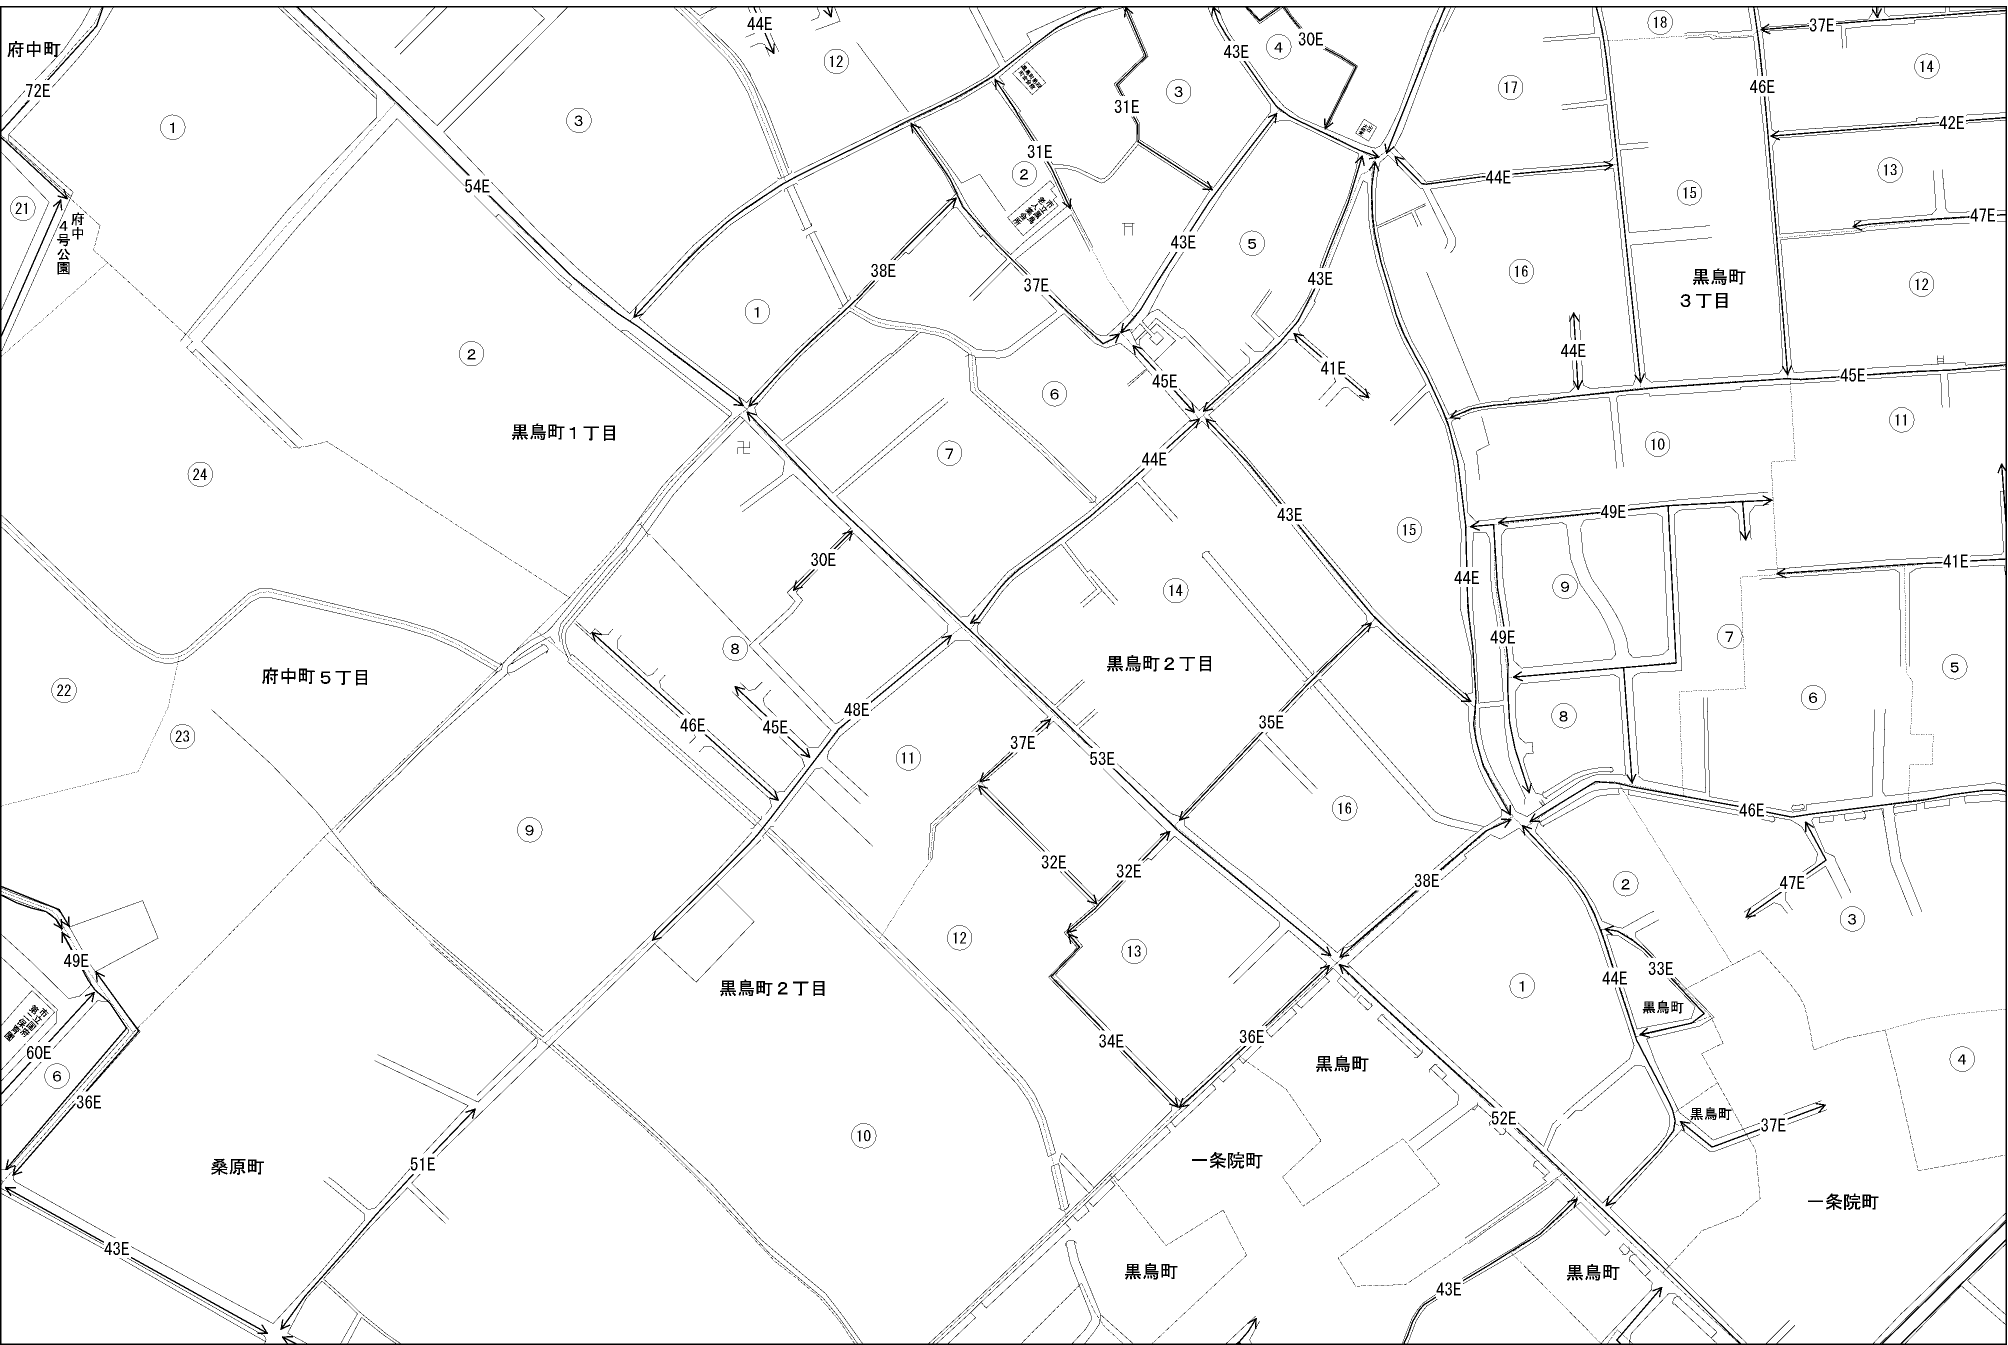 44E
18
37E
府中町
43E
④
30E
12
72E
17
14
46E
③
31E
①
③
42E
31E
54E
②
44E
13
15
21
府中
4号公園
47E
43E
⑤
38E
16
黒鳥町
3丁目
12
37E
43E
①
44E
②
41E
45E
45E
⑥
11
黒鳥町1丁目
卍
10
⑦
44E
24
49E
43E
15
30E
41E
44E
⑨
14
49E
⑦
⑧
黒鳥町2丁目
⑤
府中町5丁目
22
⑥
48E
46E
45E
35E
⑧
23
37E
11
53E
16
46E
⑨
32E
32E
38E
②
47E
③
12
13
49E
33E
44E
黒鳥町2丁目
①
黒鳥町
34E
36E
60E
黒鳥町
④
⑥
36E
黒鳥町
52E
37E
10
51E
桑原町
一条院町
一条院町
43E
黒鳥町
黒鳥町
43E